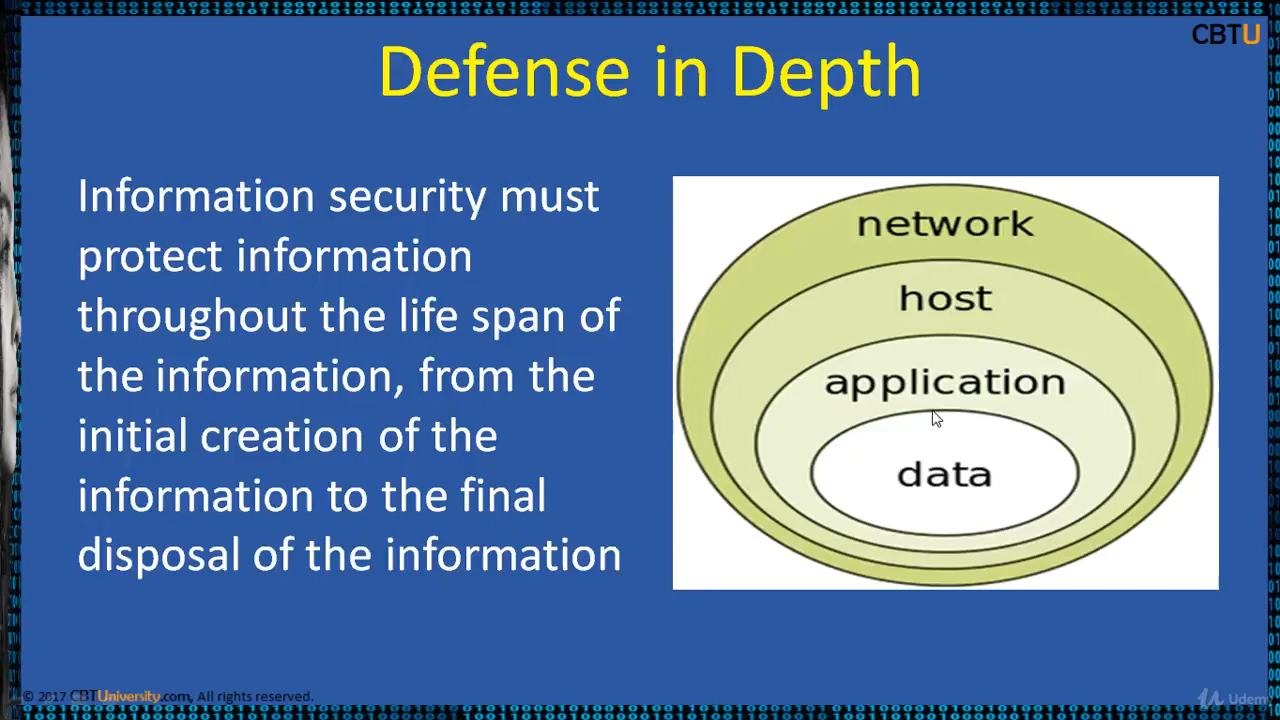 CBTU
Defense in Depth
Information security must
protect information
throughout the life span of
the information, from the
initial creation of the
information to the final
disposal of the information
network
host
application
data
© 2017 CBTUniversity.com, All rights reserved.
Udemy